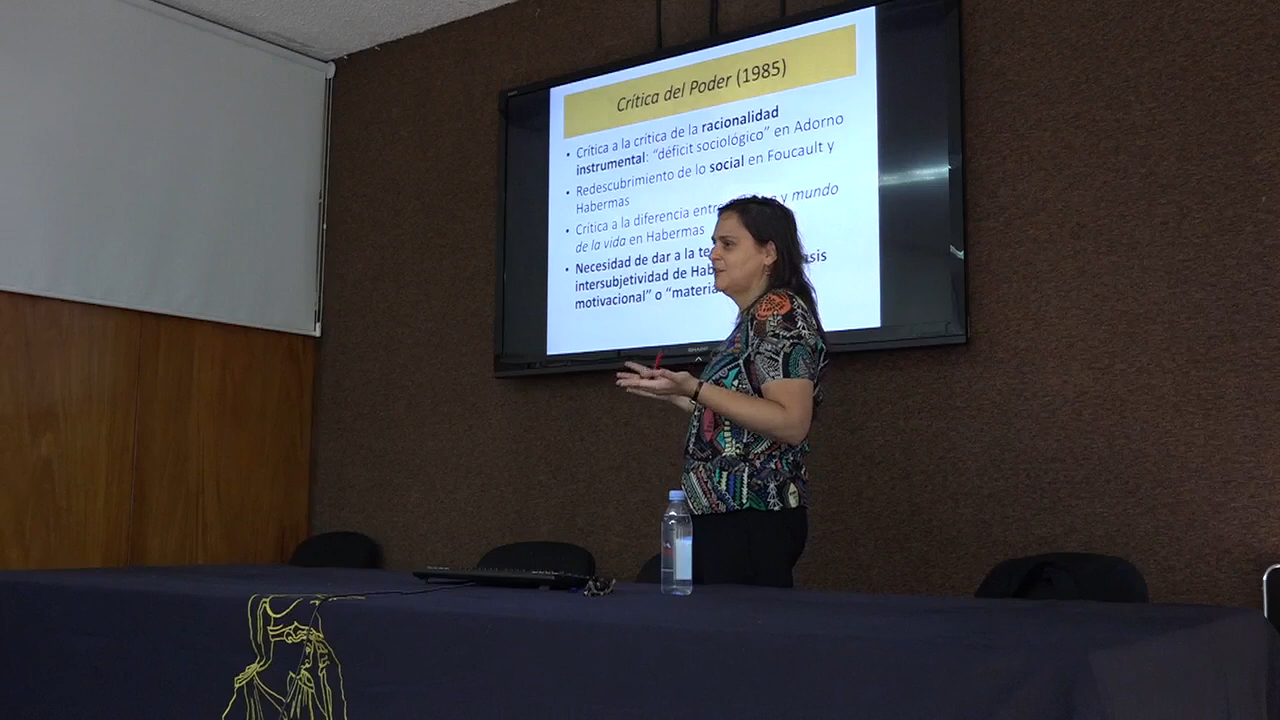 Crítica del Poder (1985)
• Crítica a la crítica de la racionalidad
instrumental: “déficit sociológico” en Adorno
• Redescubrimiento de lo social en Foucault y
Habermas
• Crítica a la diferencia entre y mundo
de la vida en Habermas
• Necesidad de dar a la
intersubjetividad de
motivacional” o
SHARP